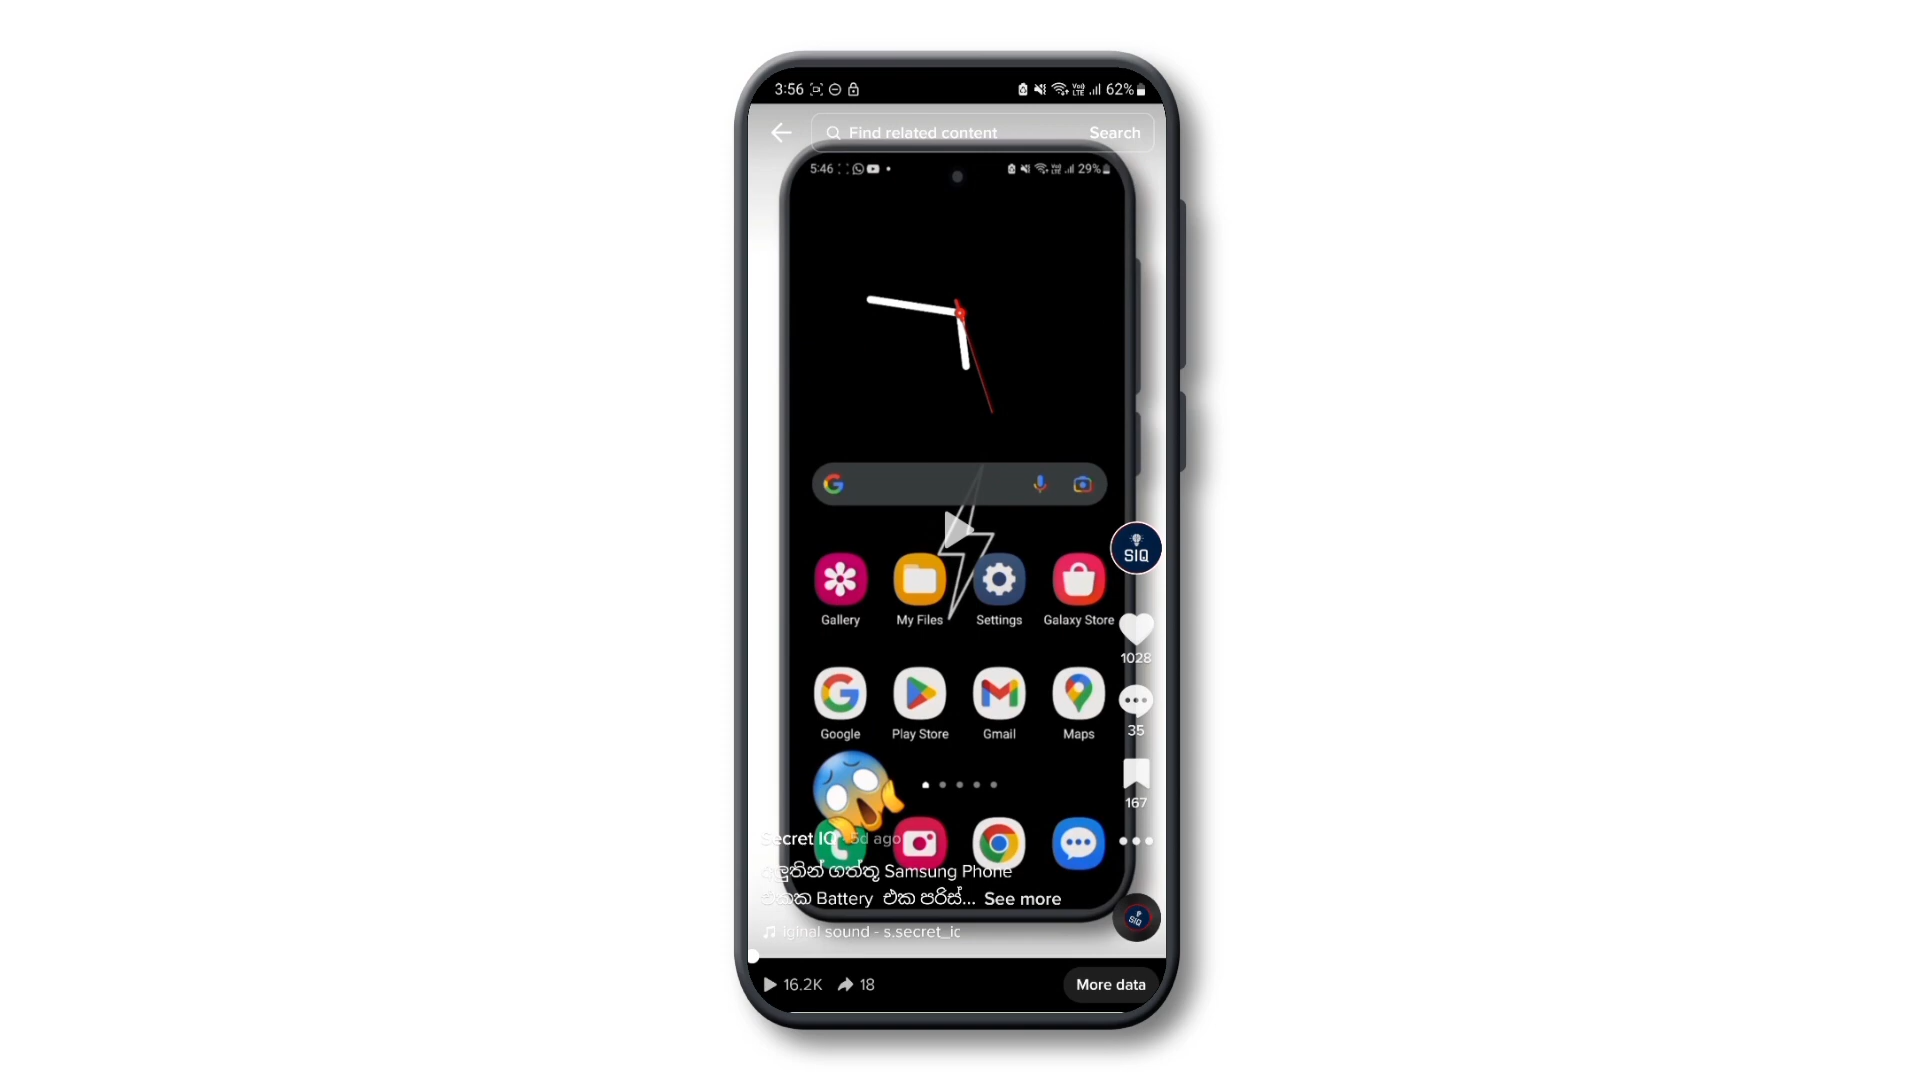 3:56 62%
Find related content Search
5:46 29%
SIQ
Gallery My Files Settings Galaxy Store
1028
Google Play Store Gmail Maps
35
167
Secret IQ 5d ago
අලුතින් ගත්තු Samsung Phone
එකක Battery එක පරිස්... See more
SIQ
iginal sound - s.secret_ic
16.2K 18 More data